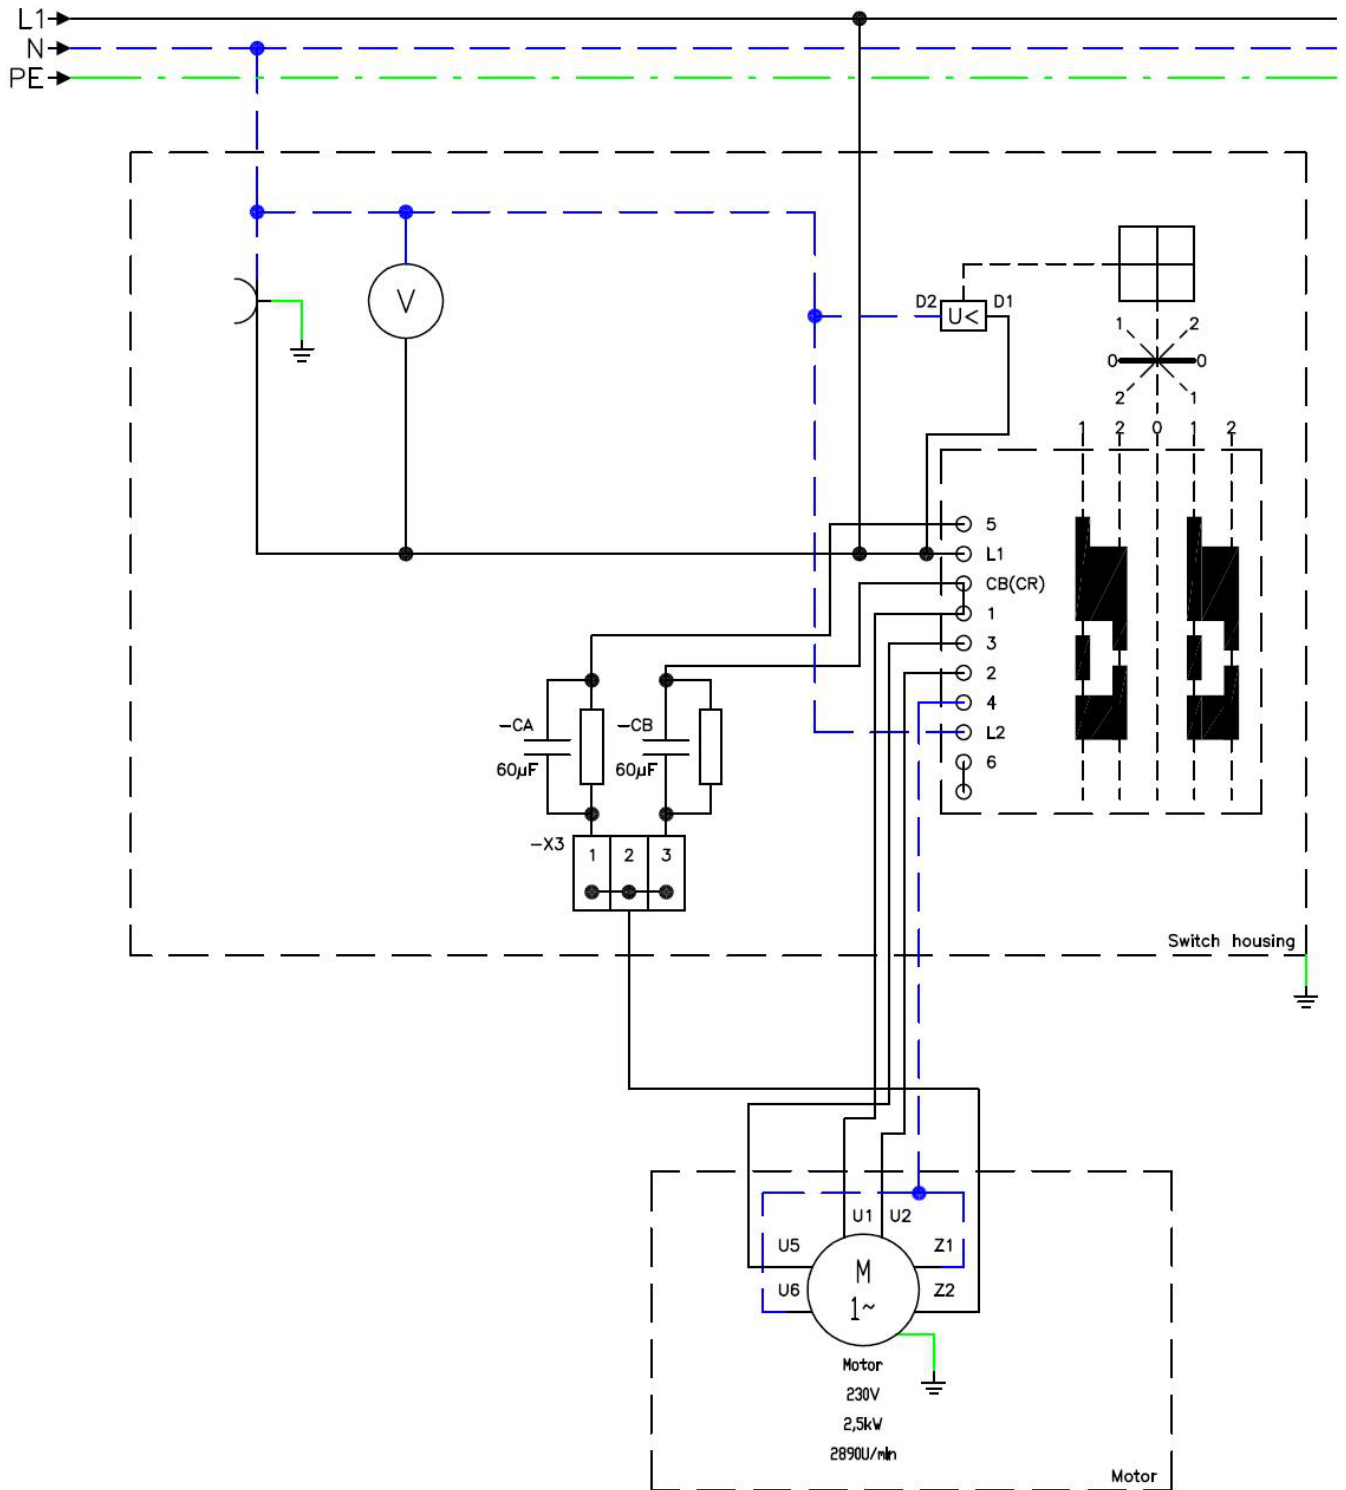 L1
N
PE
V
D2 U< D1
1 2
0 0
2 1
1 2 0 1 2
5
L1
CB(CR)
1
3
2
4
L2
6
-CA
60µF
-CB
60µF
-X3
1 2 3
Switch housing
U1 U2
U5 Z1
U6 Z2
M
1~
Motor
230V
2,5kW
2890U/min
Motor